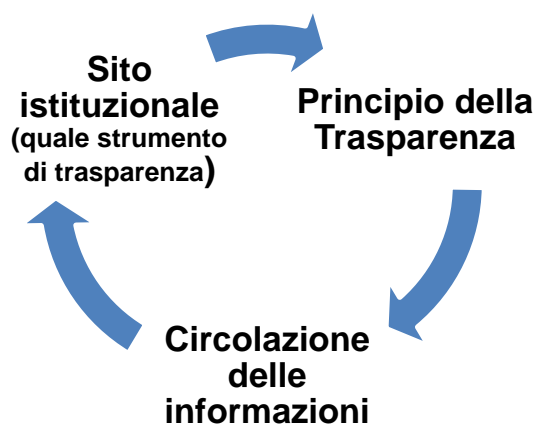 Sito
istituzionale
(quale strumento
di trasparenza)
Principio della
Trasparenza
Circolazione
delle
informazioni